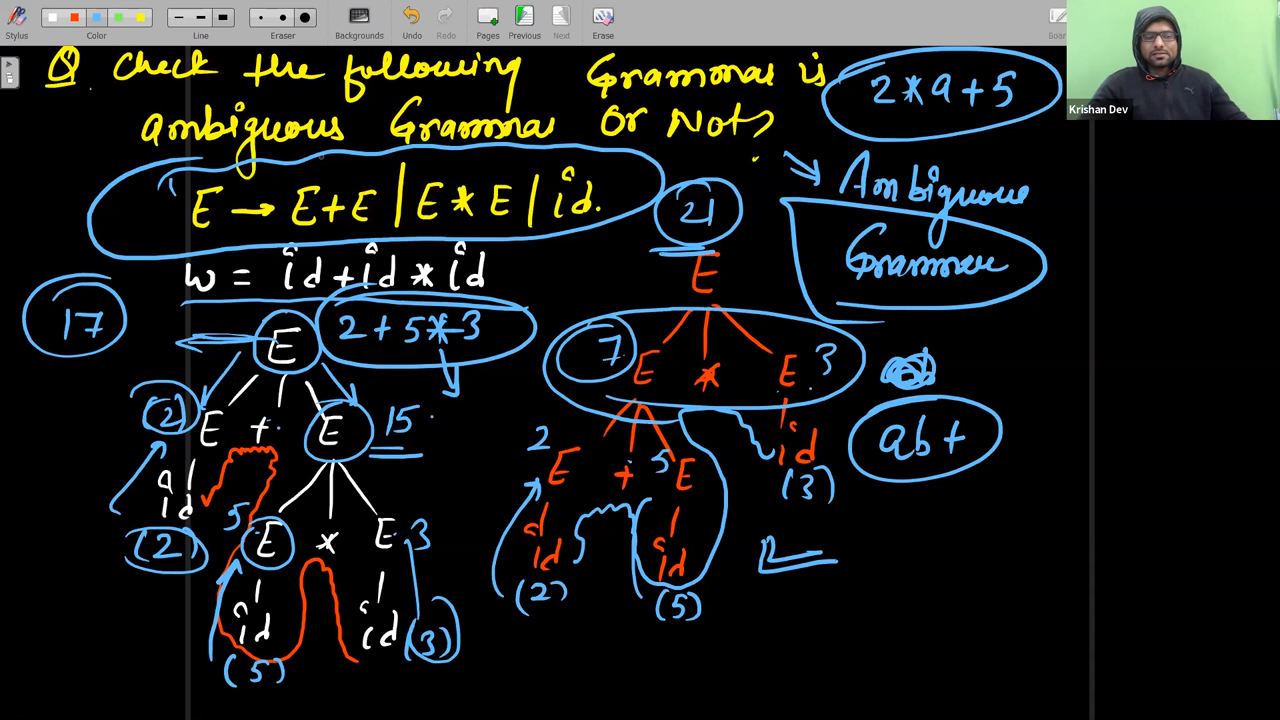 Stylus
Color
Line
Eraser
Backgrounds
Undo
Redo
Pages
Previous
Next
Erase
Krishan Dev
Q Check the following Grammar is
ambiguous Grammar Or Not?
2*a+5
E → E+E | E * E | id.
w = id+id * id
Ambiguous
Grammar
17
2 + 5*3
E
(2) E + E 15
id
(2)
5 E * E 3
id id (3)
(5)
21
E
7 E * E 3
2 E + 5 E id
(3)
id id
(2) (5)
ab+